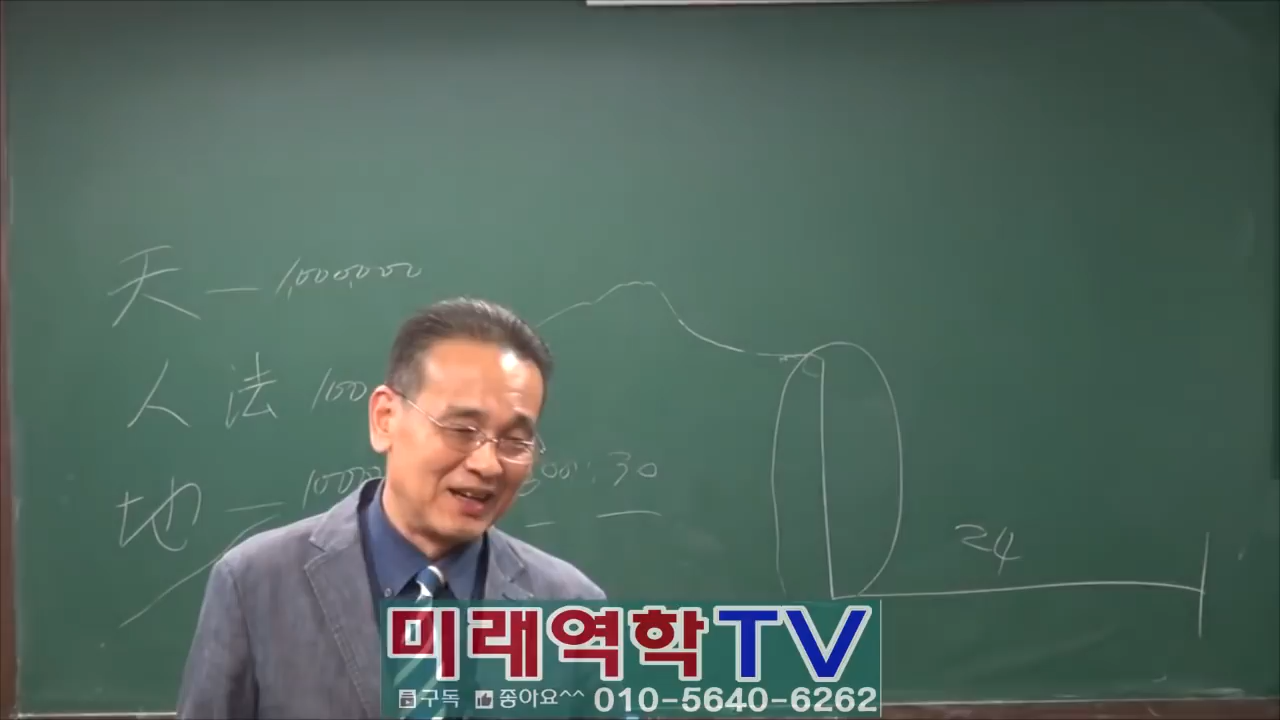 天 — 1,000,000
人 法 100
地 — 1000 300 : 30
24
미래역학TV
구독 좋아요^^ 010-5640-6262